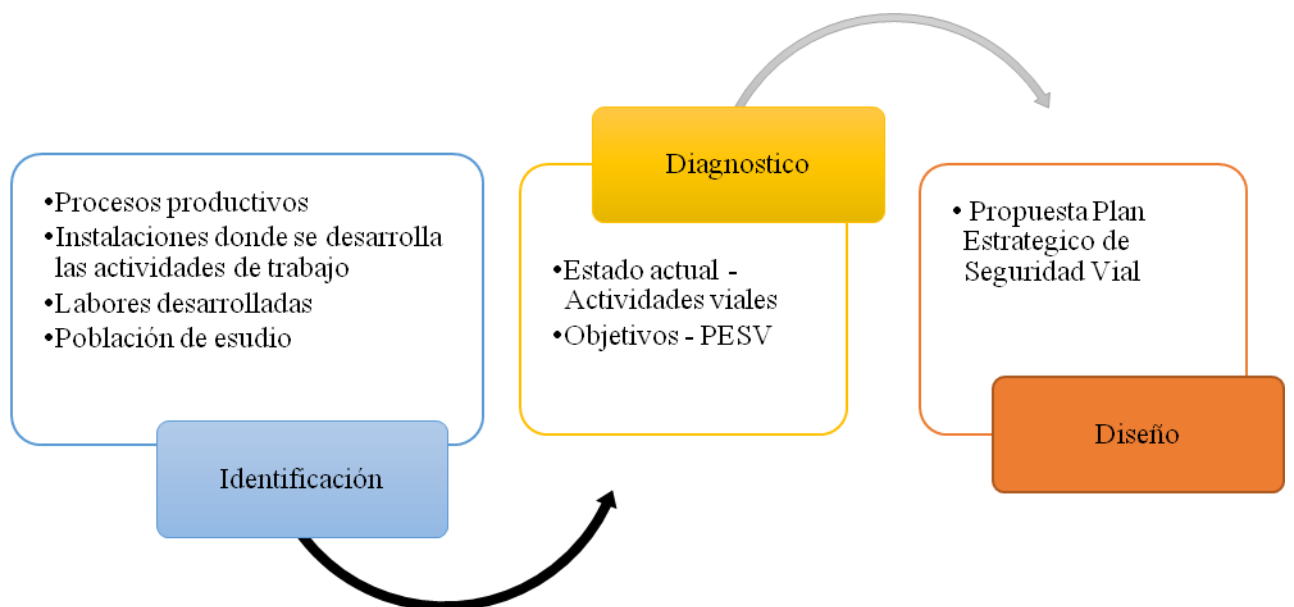 •Procesos productivos
•Instalaciones donde se desarrolla
las actividades de trabajo
•Labores desarrolladas
•Población de esudio
Identificación
Diagnostico
•Estado actual -
Actividades viales
•Objetivos - PESV
• Propuesta Plan
Estrategico de
Seguridad Vial
Diseño